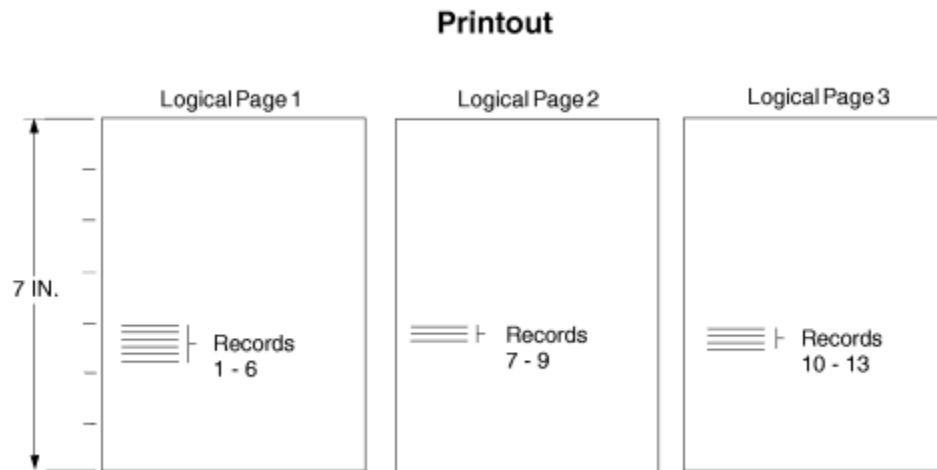 Printout
Logical Page 1
Logical Page 2
Logical Page 3
7 IN.
Records
1 - 6
Records
7 - 9
Records
10 - 13